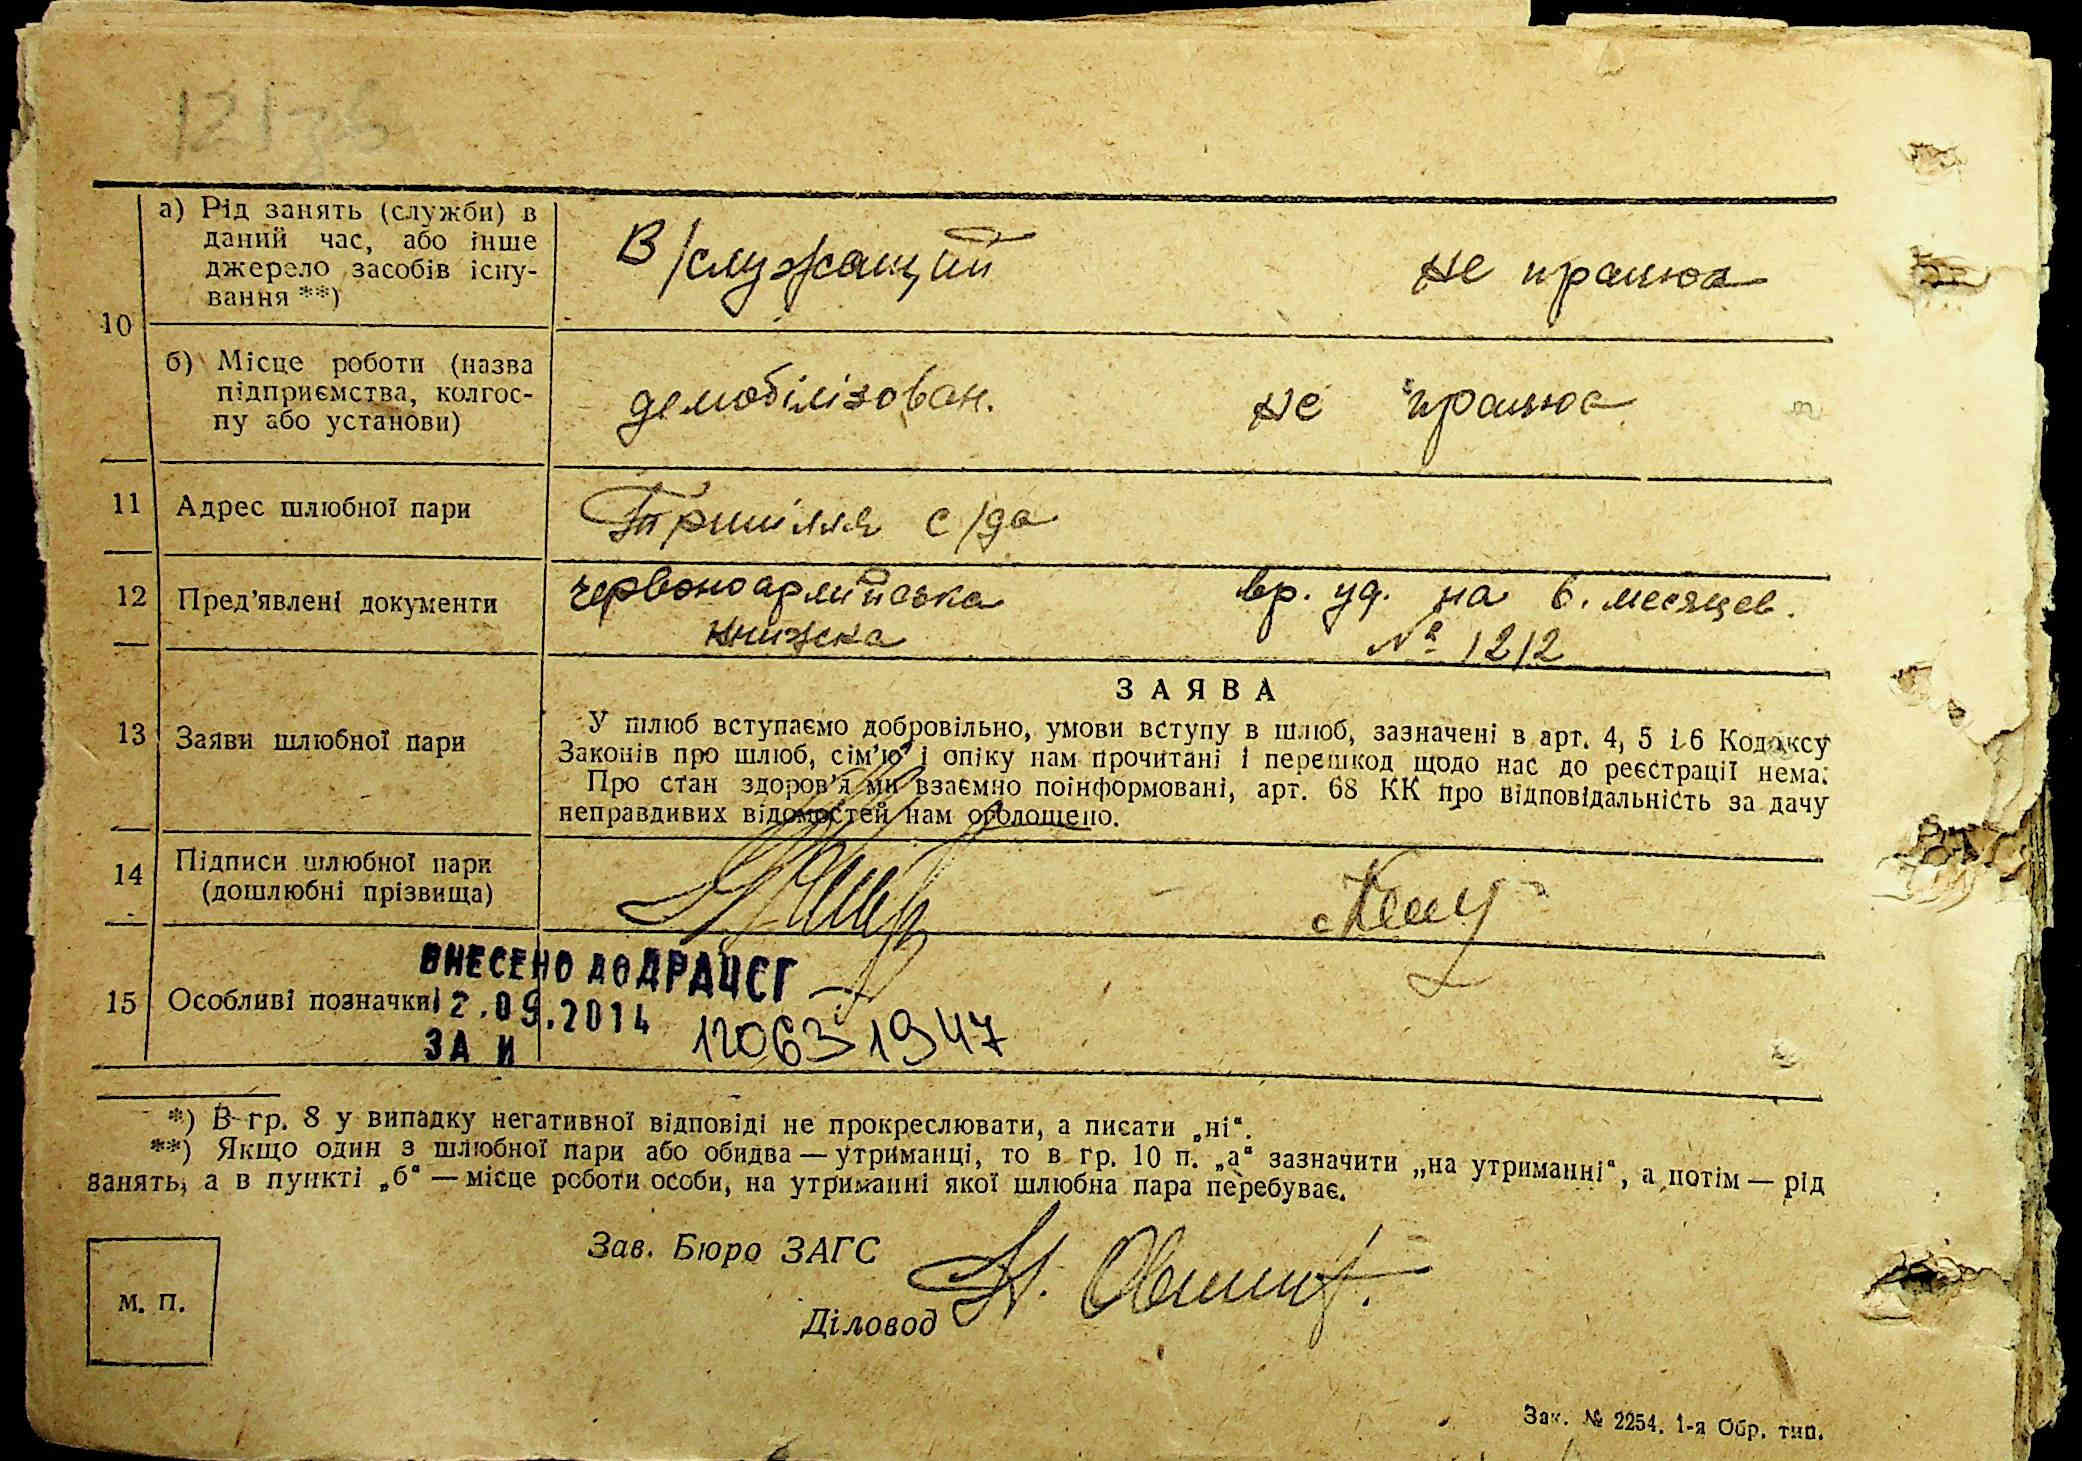 121зв
10
а) Рід занять (служби) в
даний час, або інше
джерело засобів існу-
вання **)
В/служащий
не працює
б) Місце роботи (назва
підприємства, колгос-
пу або установи)
демобілізован.
не працює
11
Адрес шлюбної пари
12
Пред'явлені документи
червоноармійська
книжка
вр. уд. на 6. месяцев.
№ 1212
13
Заяви шлюбної пари
ЗАЯВА
У шлюб вступаємо добровільно, умови вступу в шлюб, зазначені в арт. 4, 5 і 6 Кодексу
Законів про шлюб, сім'ю і опіку нам прочитані і перешкод щодо нас до реєстрації нема.
Про стан здоров'я ми взаємно поінформовані, арт. 68 КК про відповідальність за дачу
неправдивих відомостей нам оголошено.
14
Підписи шлюбної пари
(дошлюбні прізвища)
15
Особливі позначки
ВНЕСЕНО ДО ДРАЦСГ
12.09.2014
ЗА И
12063 1947
*) В гр. 8 у випадку негативної відповіді не прокреслювати, а писати „ні“.
**) Якщо один з шлюбної пари або обидва — утриманці, то в гр. 10 п. „а“ зазначити „на утриманні“, а потім — рід
занять, а в пункті „б“ — місце роботи особи, на утриманні якої шлюбна пара перебуває.
Зав. Бюро ЗАГС
Діловод
м. п.
Зак. № 2254. 1-я Обр. тип.